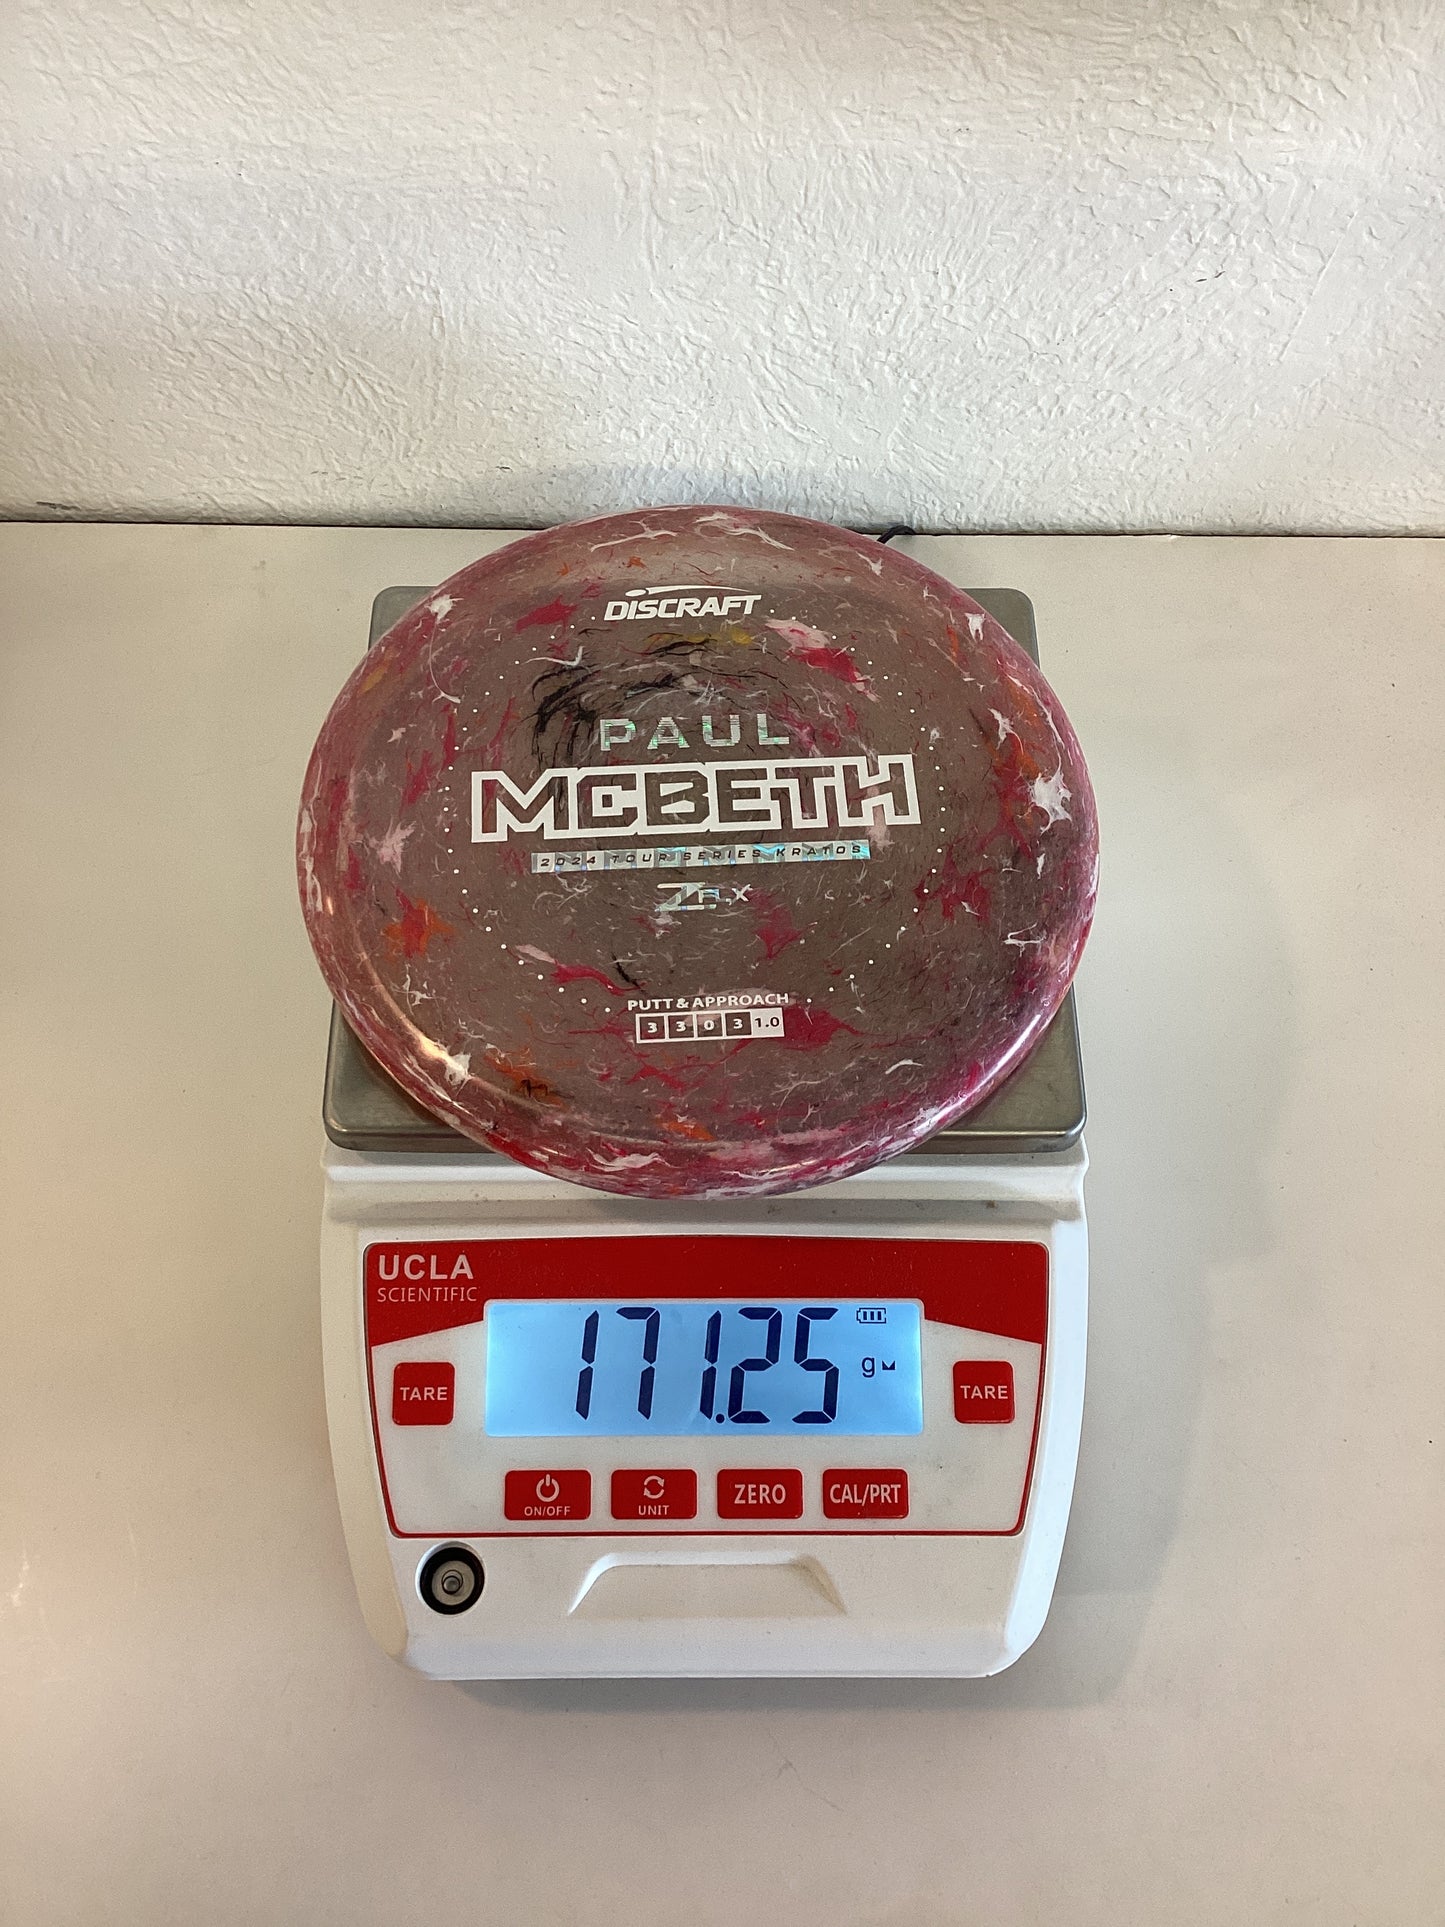 DISCRAFT
PAUL
MCBETH
2024 TOUR SERIES KRATOS
PUTT & APPROACH
3 3 0 3 1.0
UCLA
SCIENTIFIC
171.25
g
TARE
TARE
ON/OFF
UNIT
ZERO
CAL/PRT